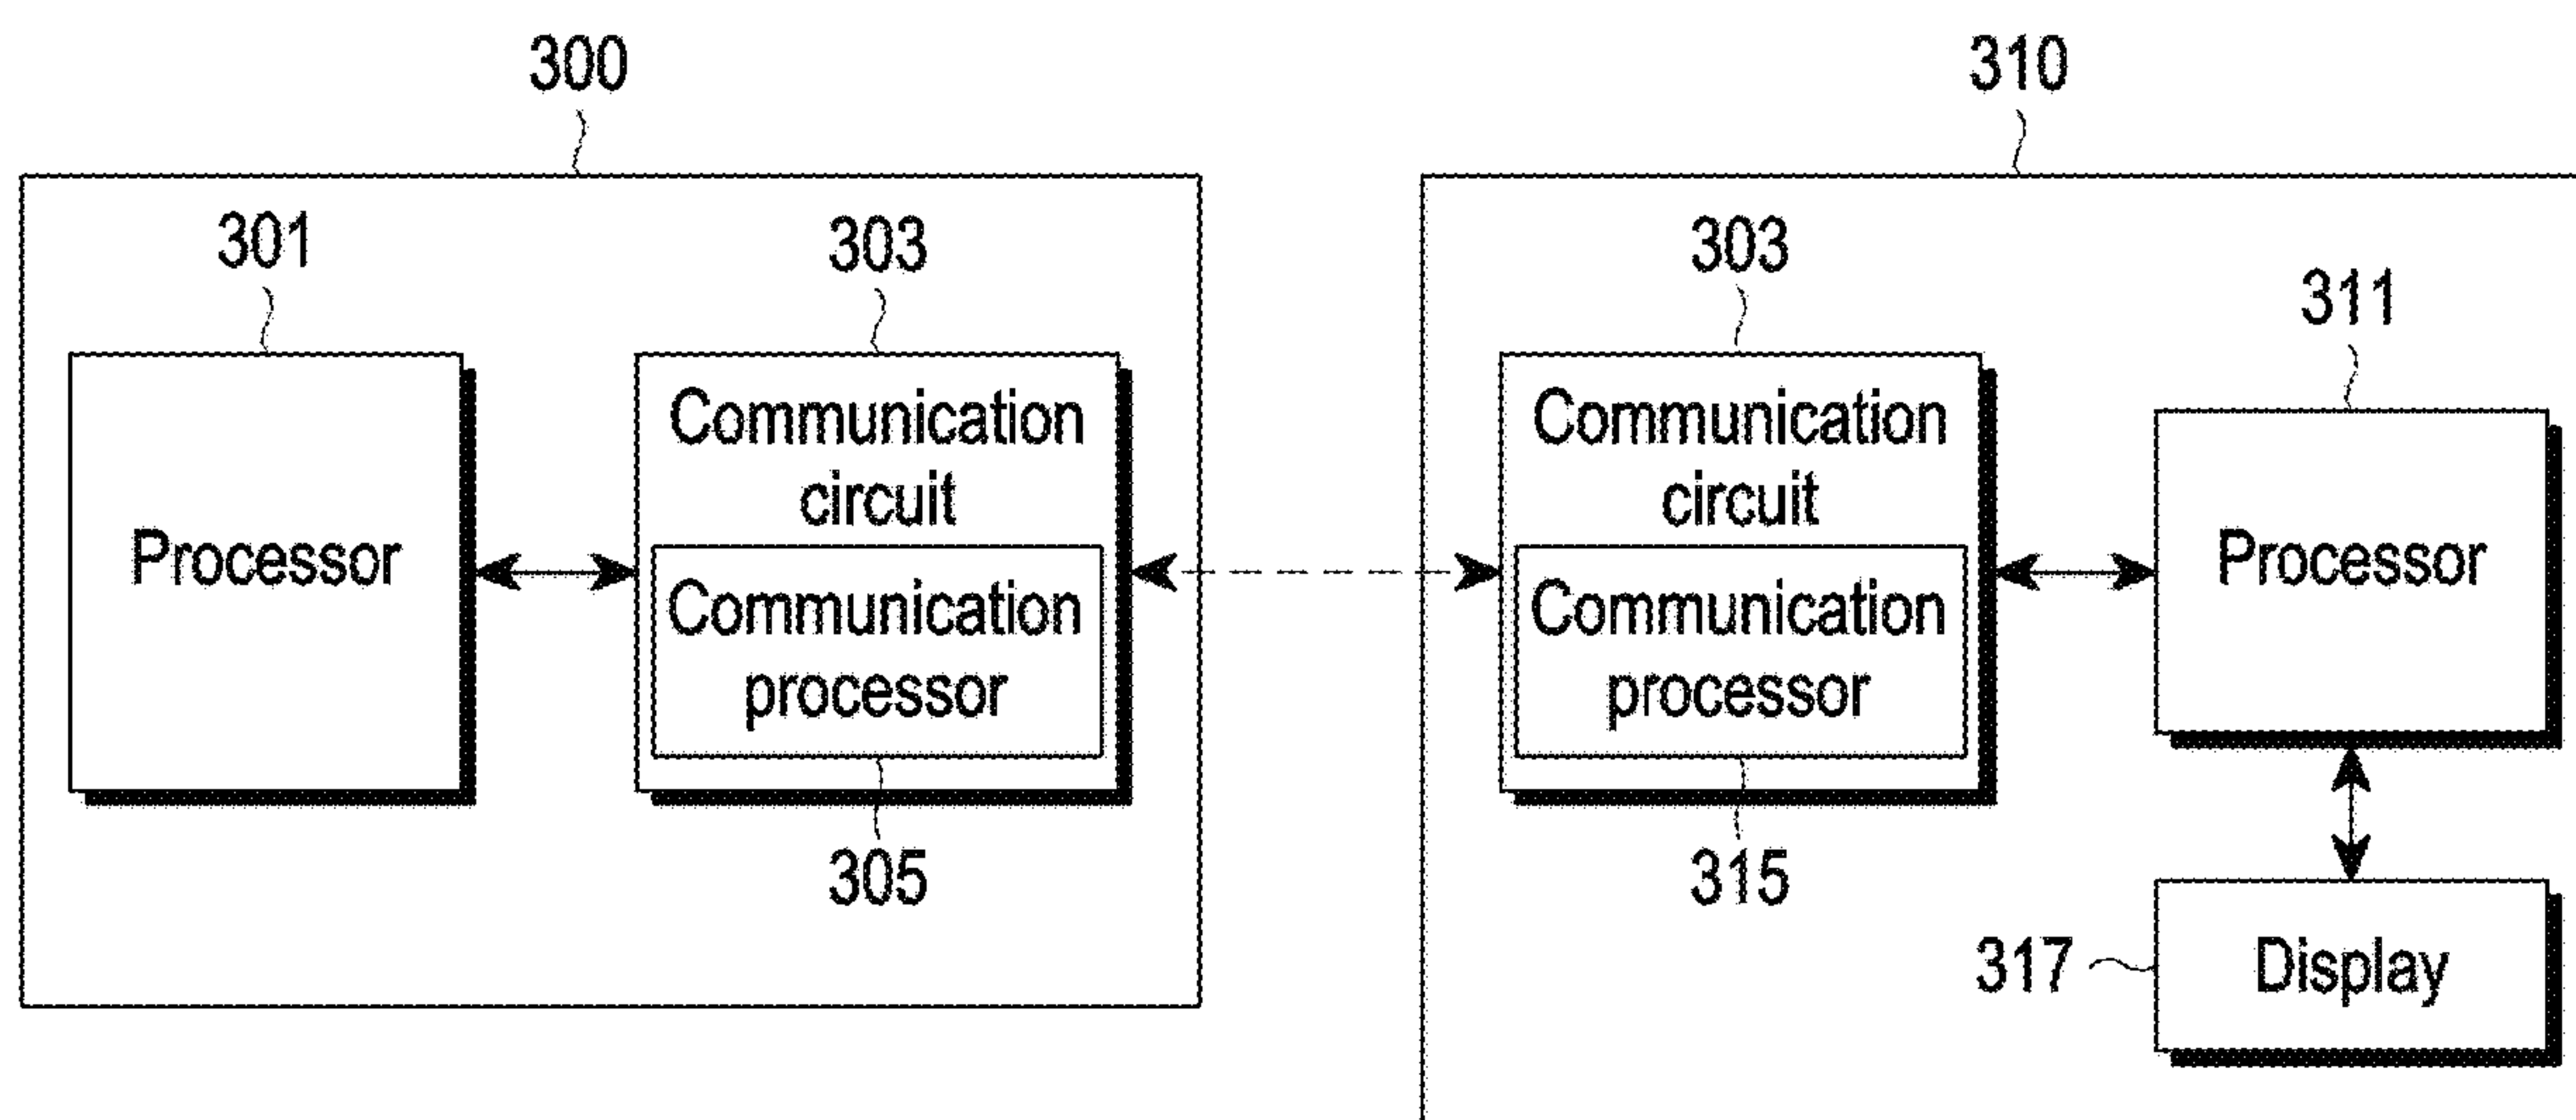 300
310
301
303
303
311
Processor
Communication
circuit
Communication
processor
305
Communication
circuit
Communication
processor
315
Processor
317
Display